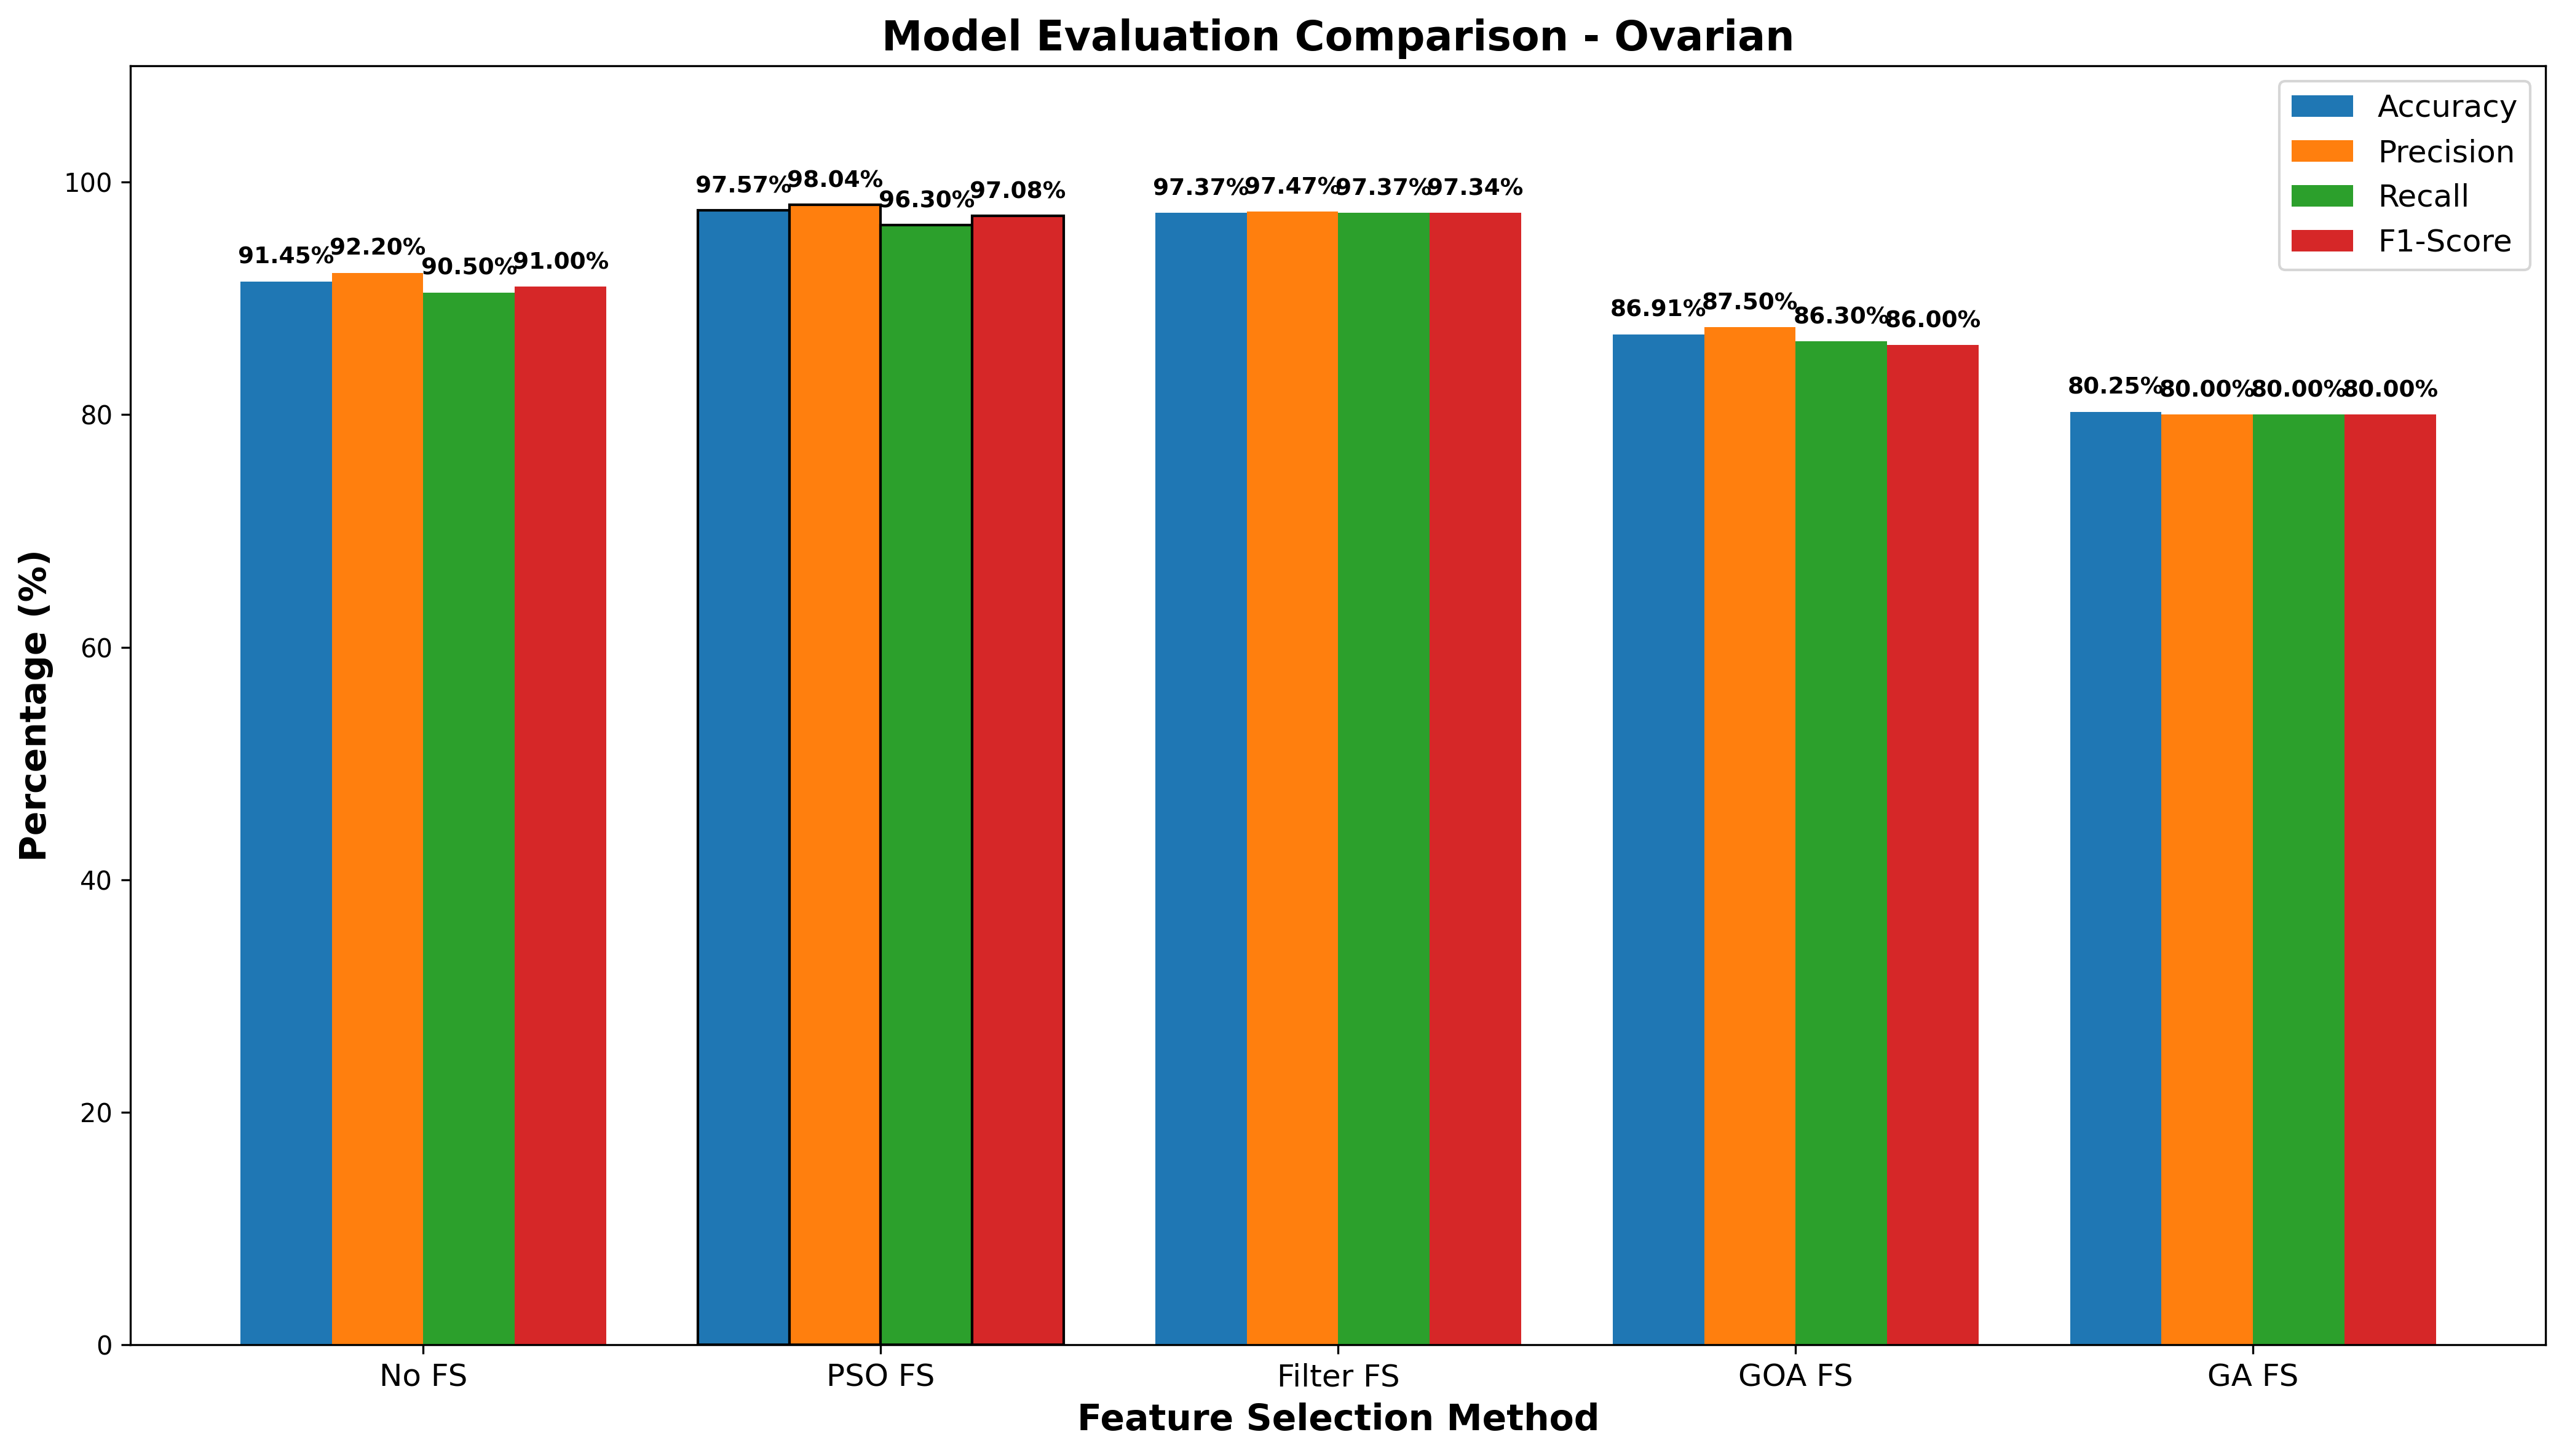 Model Evaluation Comparison - Ovarian
Accuracy
Precision
Recall
F1-Score
Percentage (%)
100
80
60
40
20
0
91.45% 92.20% 90.50% 91.00%
97.57% 98.04% 96.30% 97.08%
97.37% 97.47% 97.37% 97.34%
86.91% 87.50% 86.30% 86.00%
80.25% 80.00% 80.00% 80.00%
No FS PSO FS Filter FS GOA FS GA FS
Feature Selection Method